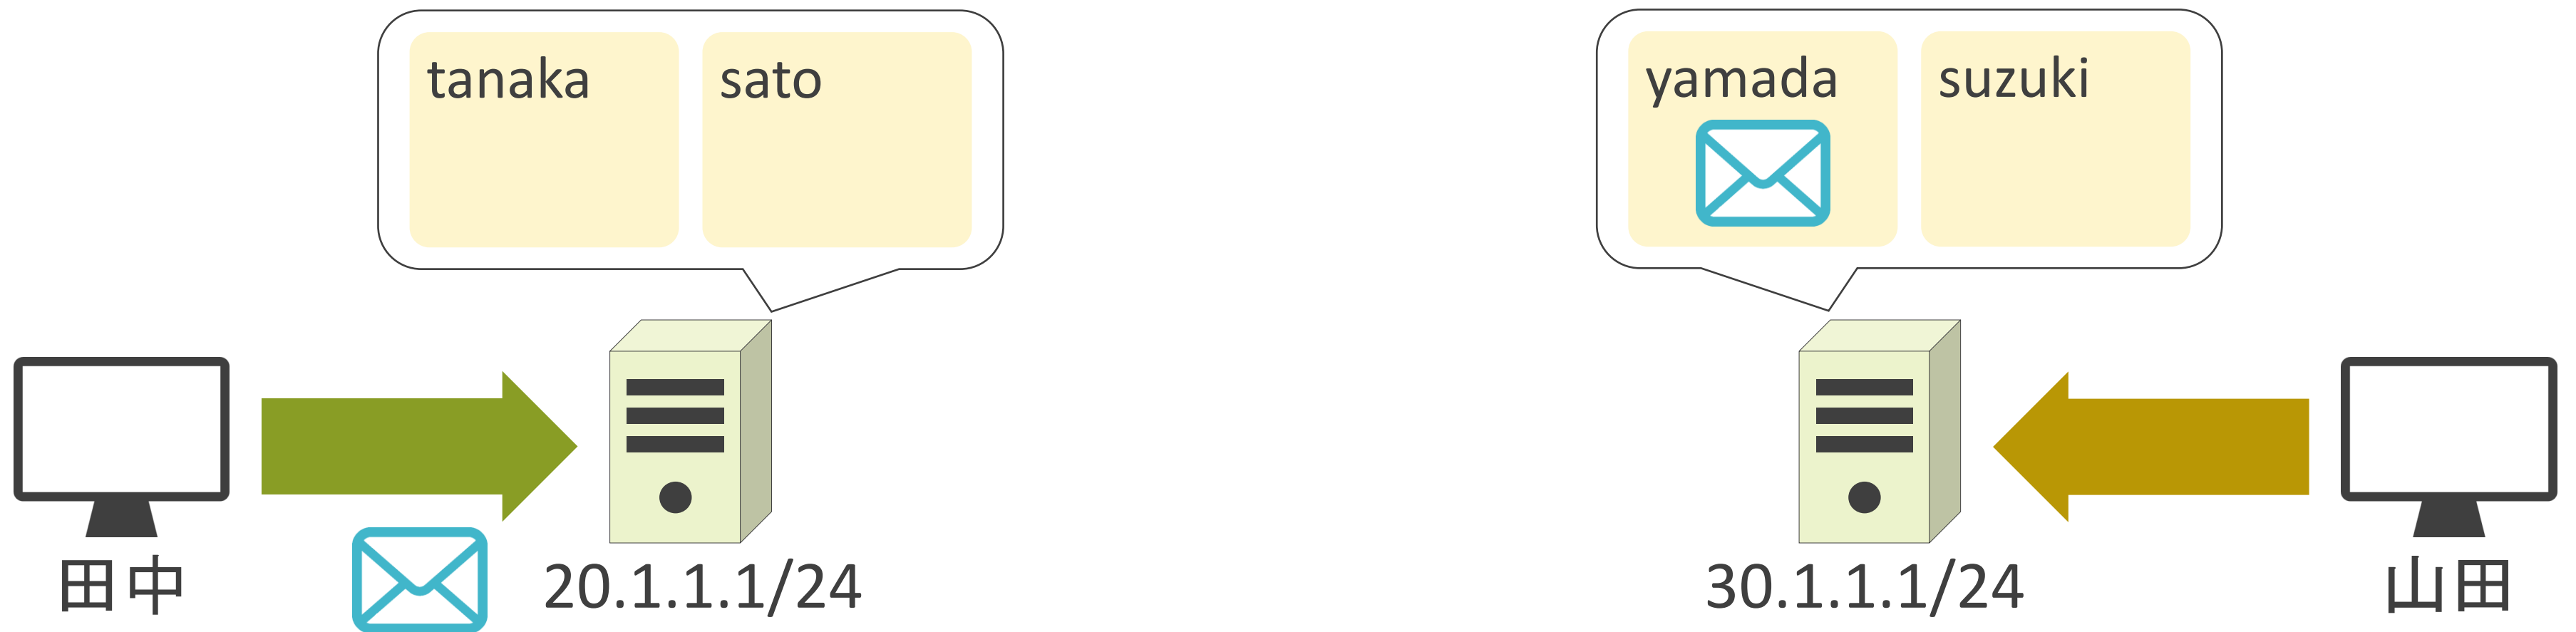 tanaka
sato
yamada
suzuki
田中
20.1.1.1/24
30.1.1.1/24
山田